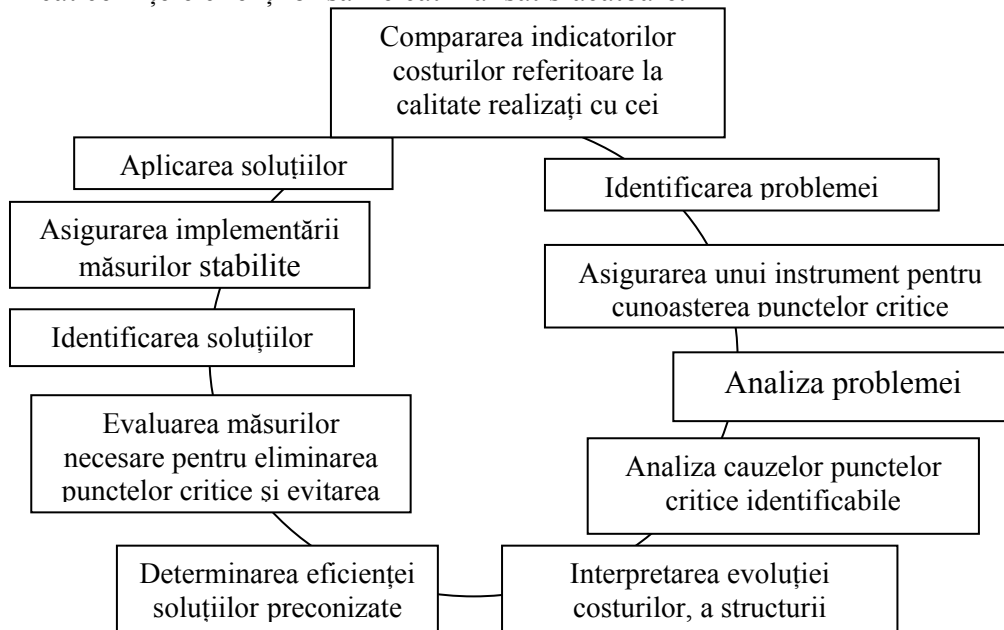 Compararea indicatorilor
costurilor referitoare la
calitate realizați cu cei
Aplicarea soluțiilor
Identificarea problemei
Asigurarea implementării
măsurilor stabilite
Asigurarea unui instrument pentru
cunoașterea punctelor critice
Identificarea soluțiilor
Analiza problemei
Evaluarea măsurilor
necesare pentru eliminarea
punctelor critice și evitarea
Analiza cauzelor punctelor
critice identificabile
Determinarea eficienței
soluțiilor preconizate
Interpretarea evoluției
costurilor, a structurii